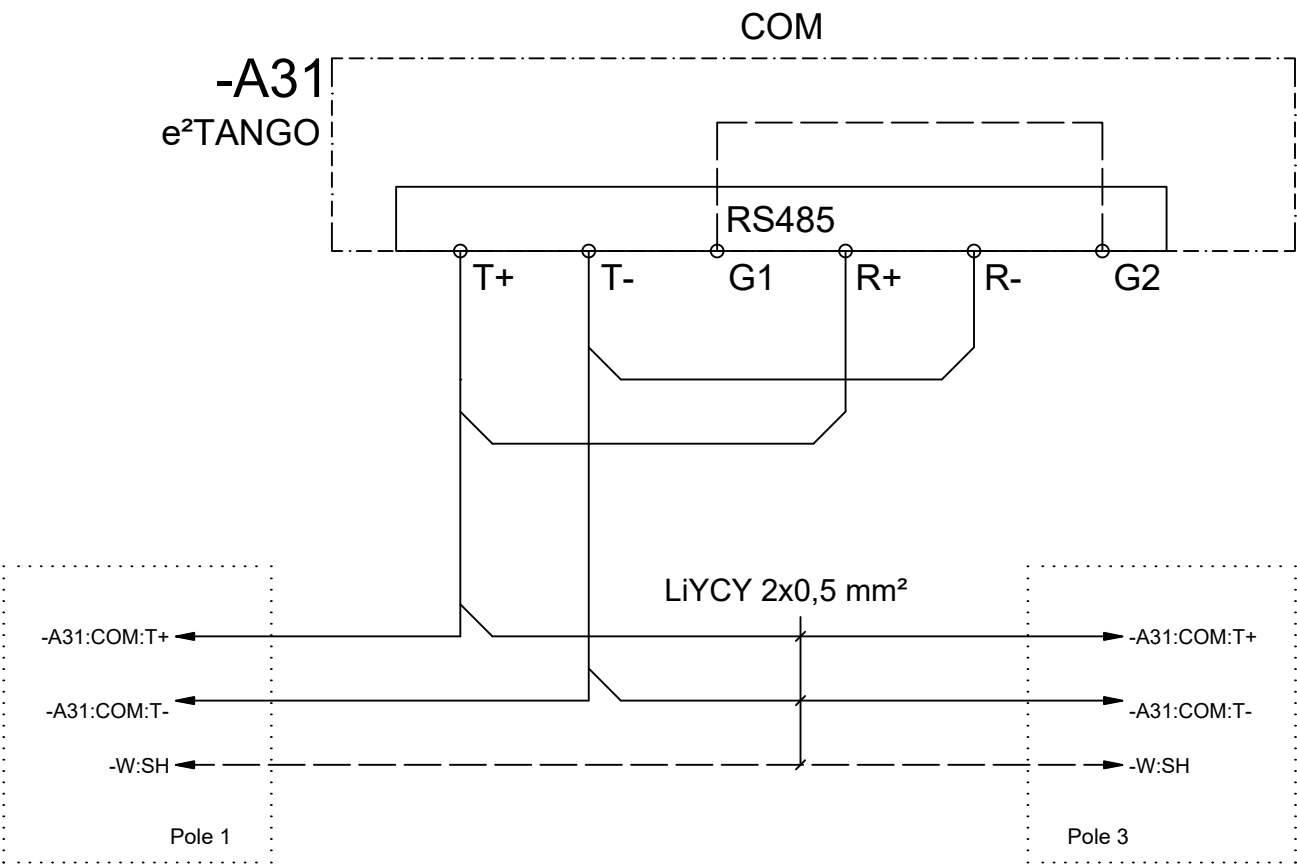 COM
-A31
e²TANGO
RS485
T+ T- G1 R+ R- G2
LiYCY 2x0,5 mm²
-A31:COM:T+ -A31:COM:T+
-A31:COM:T- -A31:COM:T-
-W:SH -W:SH
Pole 1 Pole 3